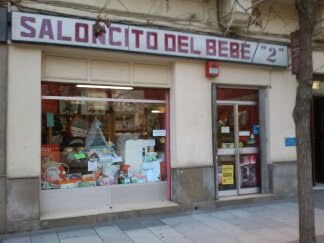 SALONCITO DEL BEBÉ "2"